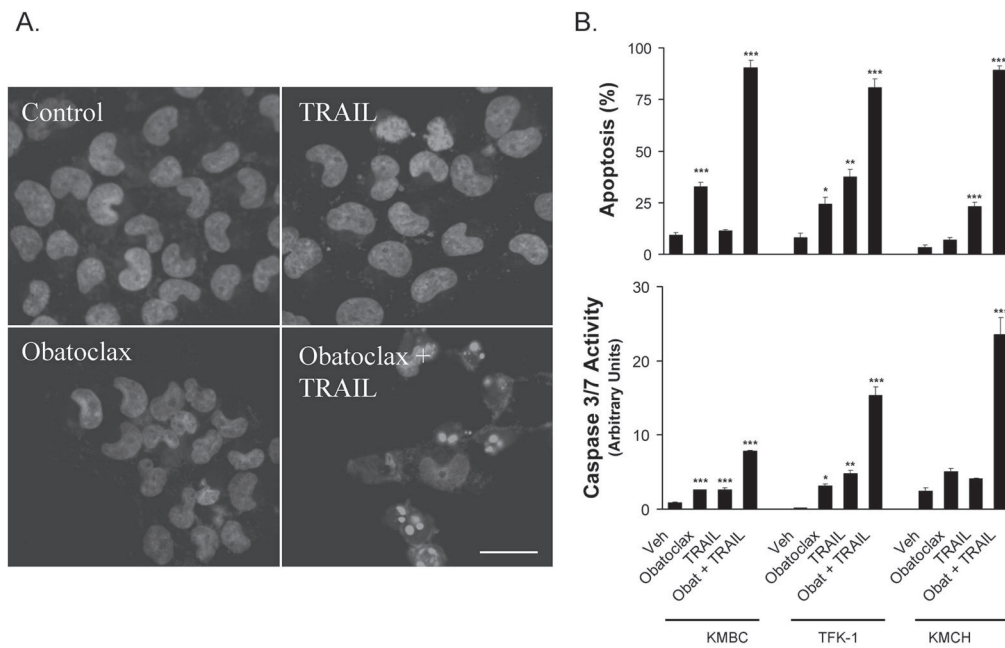 A.
Control
TRAIL
Obatoclax
Obatoclax +
TRAIL
B.
Apoptosis (%)
100
75
50
25
0
***
***
*
**
***
***
***
Caspase 3/7 Activity
(Arbitrary Units)
30
20
10
0
***
***
***
*
**
***
***
Veh
Obatoclax
TRAIL
Obat + TRAIL
Veh
Obatoclax
TRAIL
Obat + TRAIL
Veh
Obatoclax
TRAIL
Obat + TRAIL
KMBC
TFK-1
KMCH